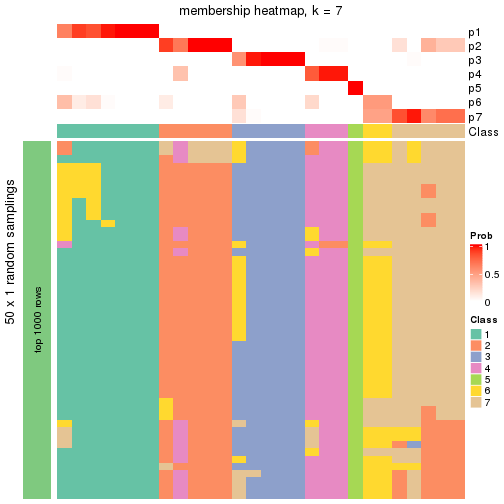 membership heatmap, k = 7
p1
p2
p3
p4
p5
p6
p7
Class
50 x 1 random samplings
top 1000 rows
Prob
1
0.5
0
Class
1
2
3
4
5
6
7